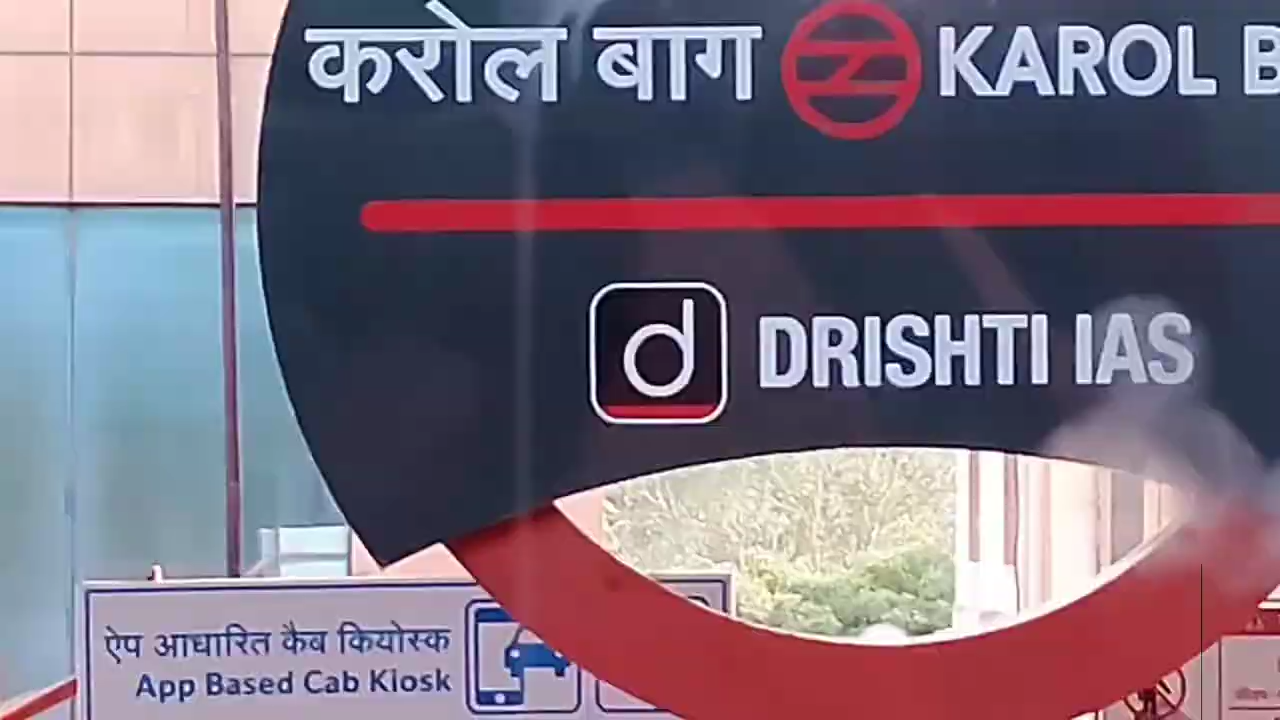 करोल बाग KAROL B
d DRISHTI IAS
ऐप आधारित कैब कियोस्क
App Based Cab Kiosk